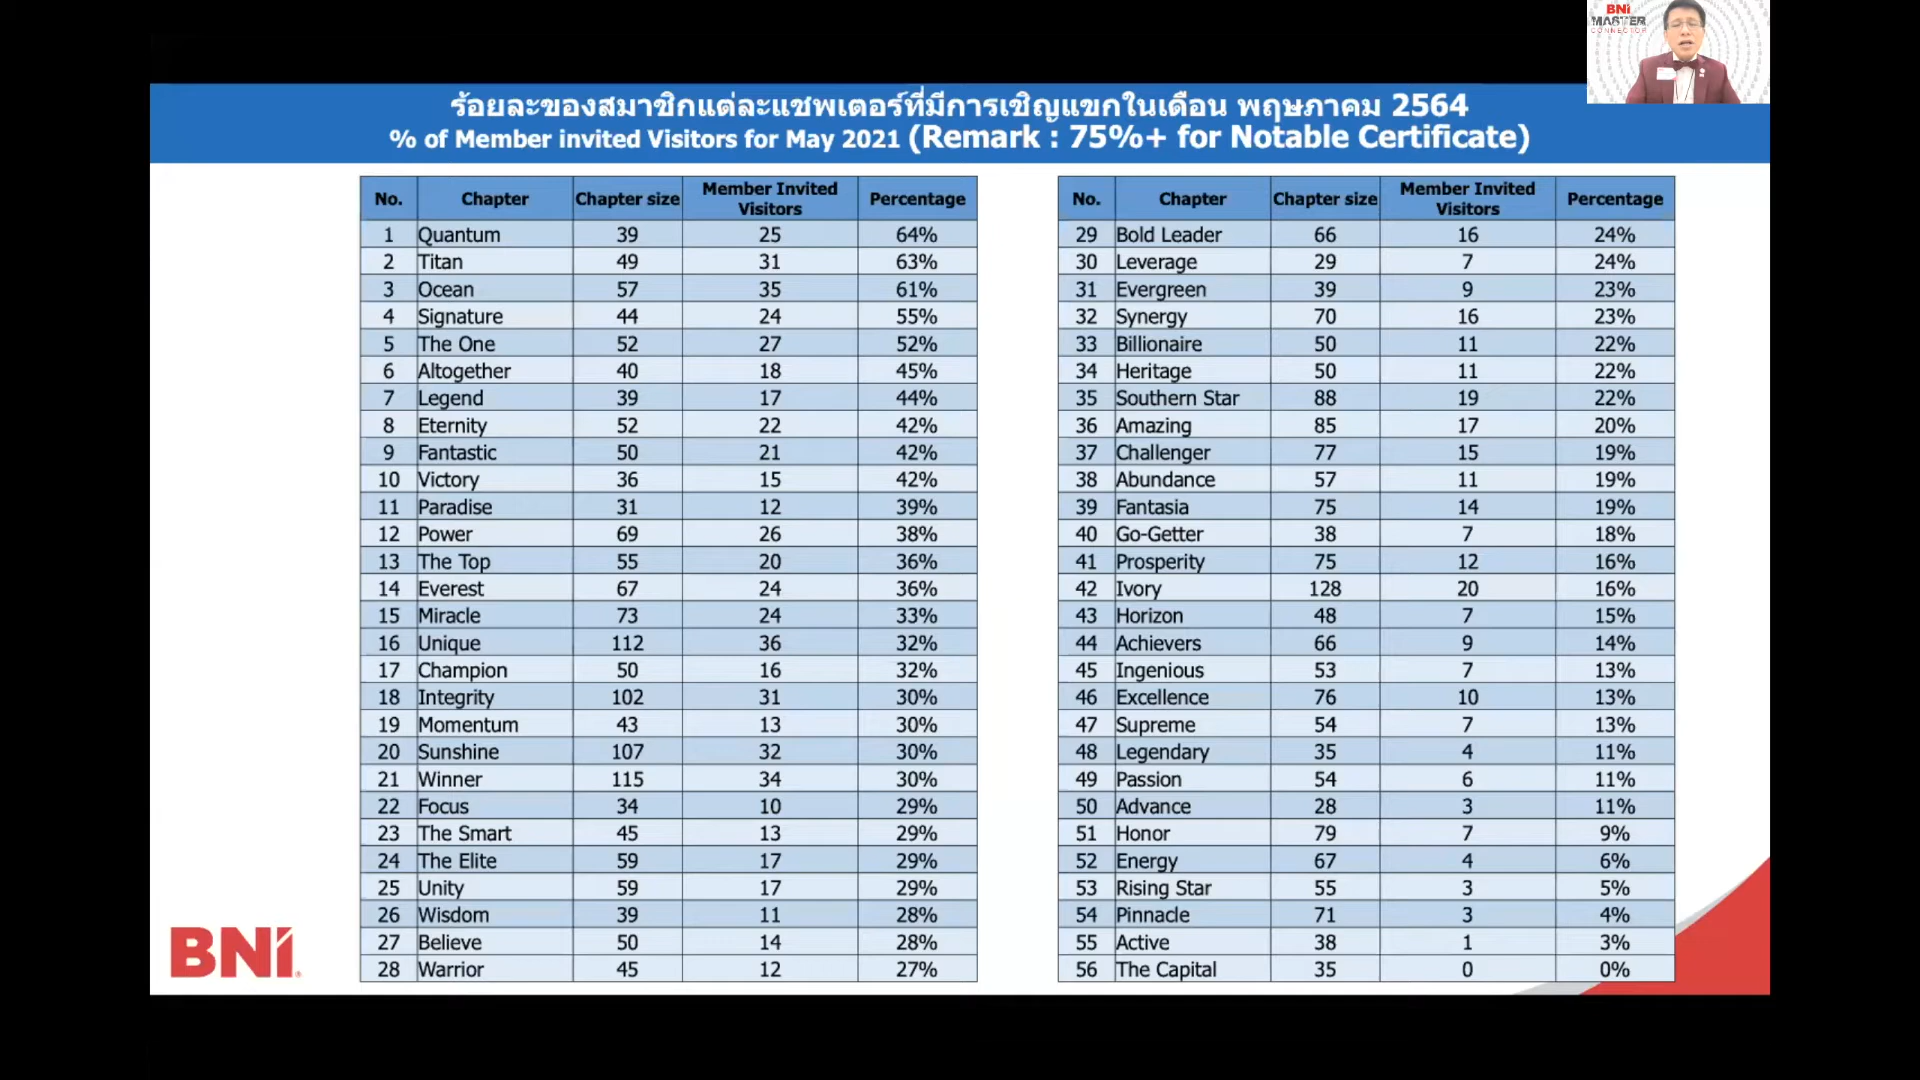 BNI
MASTER
CONNECTOR
ร้อยละของสมาชิกแต่ละแชพเตอร์ที่มีการเชิญแขกในเดือน พฤษภาคม 2564
% of Member invited Visitors for May 2021 (Remark : 75%+ for Notable Certificate)
No. Chapter Chapter size Member Invited Visitors Percentage
1 Quantum 39 25 64%
2 Titan 49 31 63%
3 Ocean 57 35 61%
4 Signature 44 24 55%
5 The One 52 27 52%
6 Altogether 40 18 45%
7 Legend 39 17 44%
8 Eternity 52 22 42%
9 Fantastic 50 21 42%
10 Victory 36 15 42%
11 Paradise 31 12 39%
12 Power 69 26 38%
13 The Top 55 20 36%
14 Everest 67 24 36%
15 Miracle 73 24 33%
16 Unique 112 36 32%
17 Champion 50 16 32%
18 Integrity 102 31 30%
19 Momentum 43 13 30%
20 Sunshine 107 32 30%
21 Winner 115 34 30%
22 Focus 34 10 29%
23 The Smart 45 13 29%
24 The Elite 59 17 29%
25 Unity 59 17 29%
26 Wisdom 39 11 28%
27 Believe 50 14 28%
28 Warrior 45 12 27%
No. Chapter Chapter size Member Invited Visitors Percentage
29 Bold Leader 66 16 24%
30 Leverage 29 7 24%
31 Evergreen 39 9 23%
32 Synergy 70 16 23%
33 Billionaire 50 11 22%
34 Heritage 50 11 22%
35 Southern Star 88 19 22%
36 Amazing 85 17 20%
37 Challenger 77 15 19%
38 Abundance 57 11 19%
39 Fantasia 75 14 19%
40 Go-Getter 38 7 18%
41 Prosperity 75 12 16%
42 Ivory 128 20 16%
43 Horizon 48 7 15%
44 Achievers 66 9 14%
45 Ingenious 53 7 13%
46 Excellence 76 10 13%
47 Supreme 54 7 13%
48 Legendary 35 4 11%
49 Passion 54 6 11%
50 Advance 28 3 11%
51 Honor 79 7 9%
52 Energy 67 4 6%
53 Rising Star 55 3 5%
54 Pinnacle 71 3 4%
55 Active 38 1 3%
56 The Capital 35 0 0%
BNI